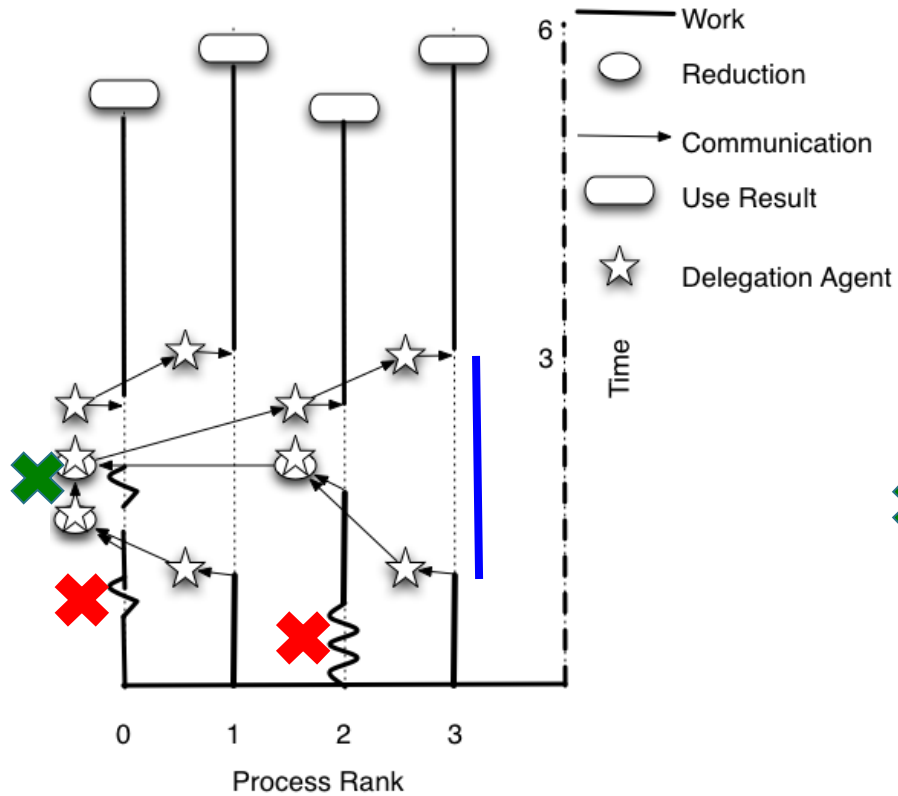 6
Work
Reduction
Communication
Use Result
Delegation Agent
3
Time
0 1 2 3
Process Rank